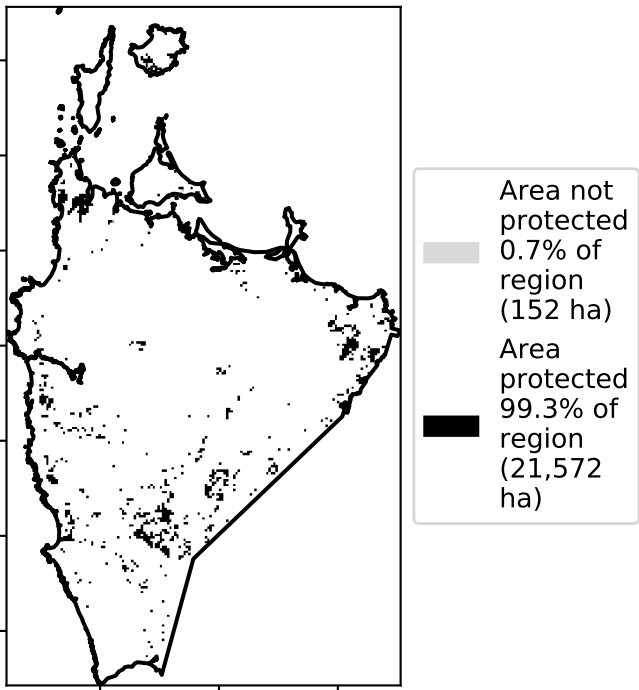 Area not
protected
0.7% of
region
(152 ha)
Area
protected
99.3% of
region
(21,572
ha)